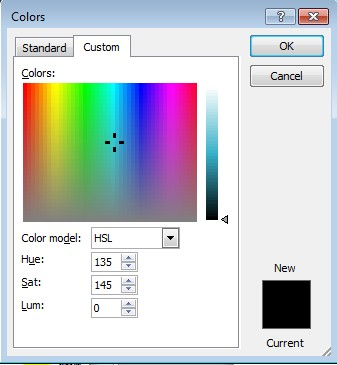 Colors
?
Standard
Custom
OK
Cancel
Colors:
Color model: HSL
Hue: 135
Sat: 145
Lum: 0
New
Current